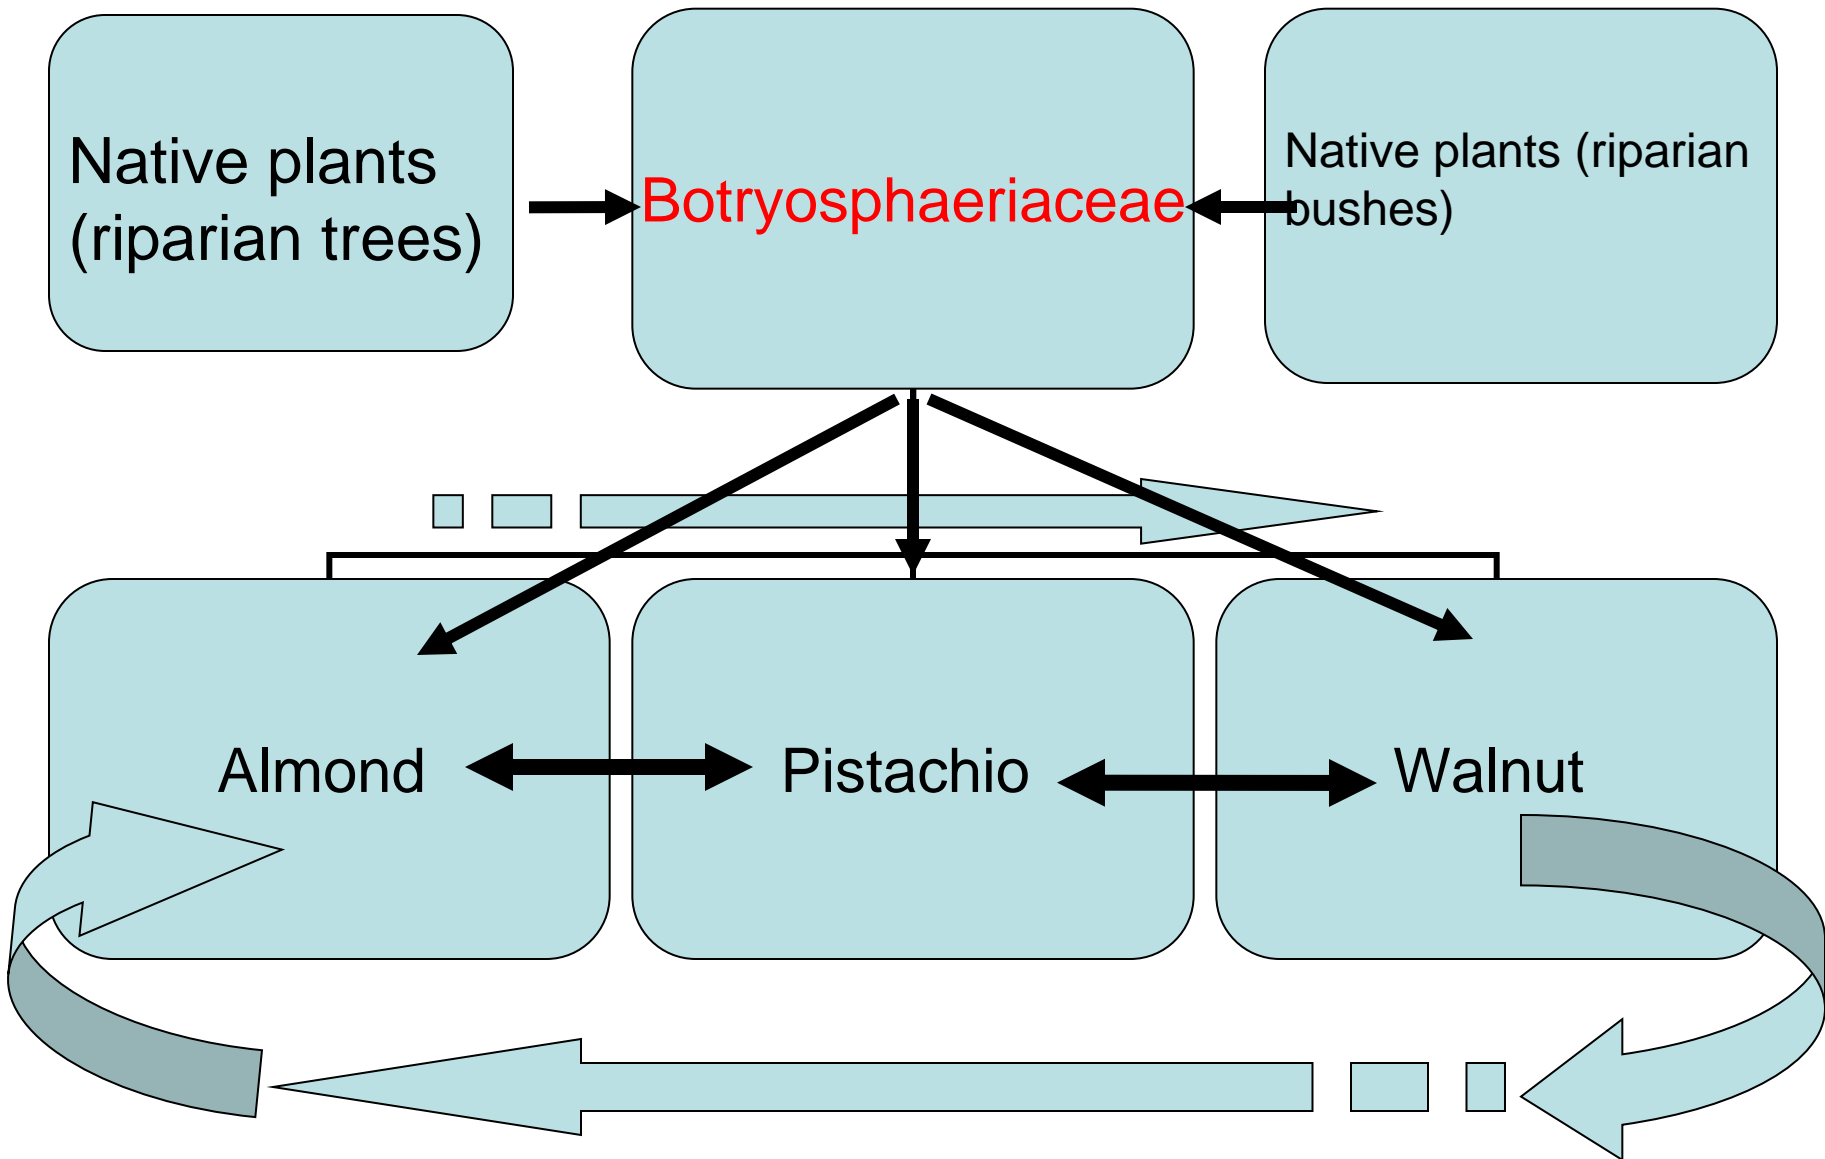 Native plants
(riparian trees)
Botryosphaeriaceae
Native plants (riparian
bushes)
Almond
Pistachio
Walnut